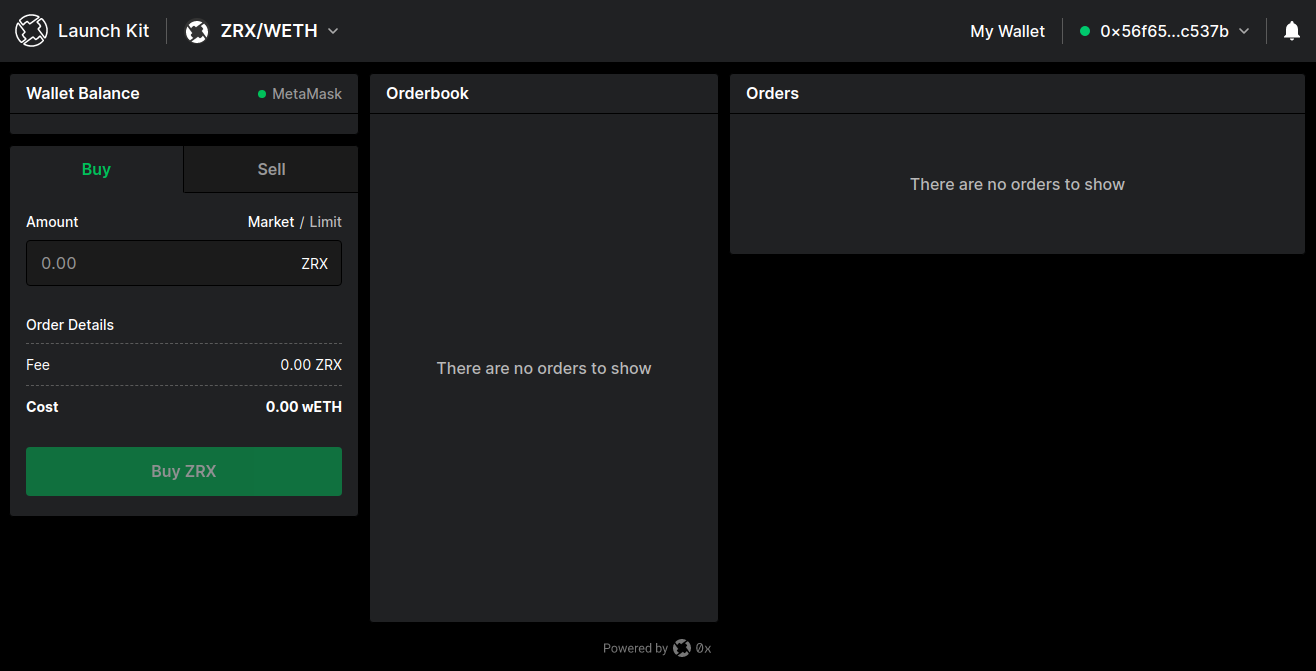 Launch Kit
ZRX/WETH
My Wallet
0×56f65...c537b
Wallet Balance
MetaMask
Buy
Sell
Amount
Market / Limit
0.00
ZRX
Order Details
Fee
0.00 ZRX
Cost
0.00 wETH
Buy ZRX
Orderbook
There are no orders to show
Orders
There are no orders to show
Powered by 0x